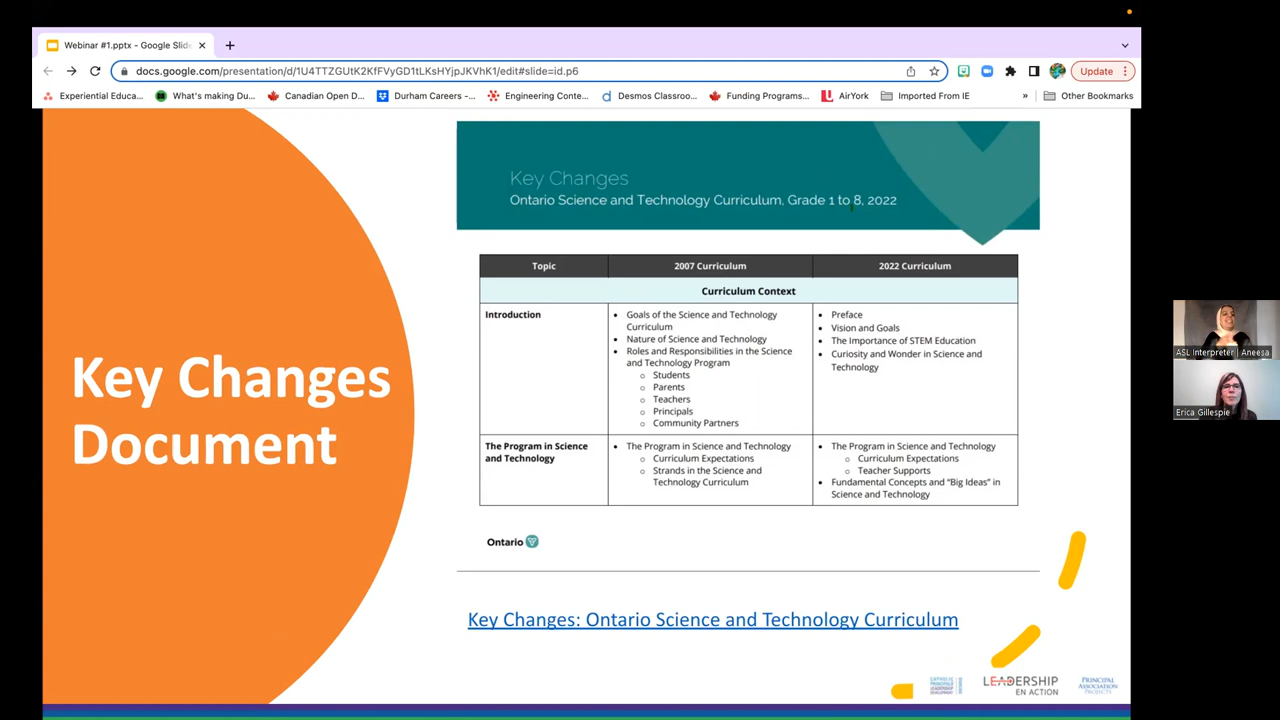 Webinar #1.pptx - Google Slide
docs.google.com/presentation/d/1U4TTZGUtK2KfFVyGD1tLKsHYjpJKVhK1/edit#slide=id.p6
Update
Experiential Educa...
What's making Du...
Canadian Open D...
Durham Careers -...
Engineering Conte...
Desmos Classroo...
Funding Programs...
AirYork
Imported From IE
»
Other Bookmarks
Key Changes
Document
Key Changes
Ontario Science and Technology Curriculum, Grade 1 to 8, 2022
Topic
2007 Curriculum
2022 Curriculum
Curriculum Context
Introduction
• Goals of the Science and Technology
Curriculum
• Nature of Science and Technology
• Roles and Responsibilities in the Science
and Technology Program
o Students
o Parents
o Teachers
o Principals
o Community Partners
• Preface
• Vision and Goals
• The Importance of STEM Education
• Curiosity and Wonder in Science and
Technology
The Program in Science
and Technology
• The Program in Science and Technology
o Curriculum Expectations
o Strands in the Science and
Technology Curriculum
• The Program in Science and Technology
o Curriculum Expectations
o Teacher Supports
• Fundamental Concepts and “Big Ideas” in
Science and Technology
Ontario
Key Changes: Ontario Science and Technology Curriculum
CATHOLIC
PRINCIPALS
LEADERSHIP
DEVELOPMENT
LEADERSHIP
EN ACTION
PRINCIPAL
ASSOCIATION
PROJECTS
ASL Interpreter | Aneesa
Erica Gillespie